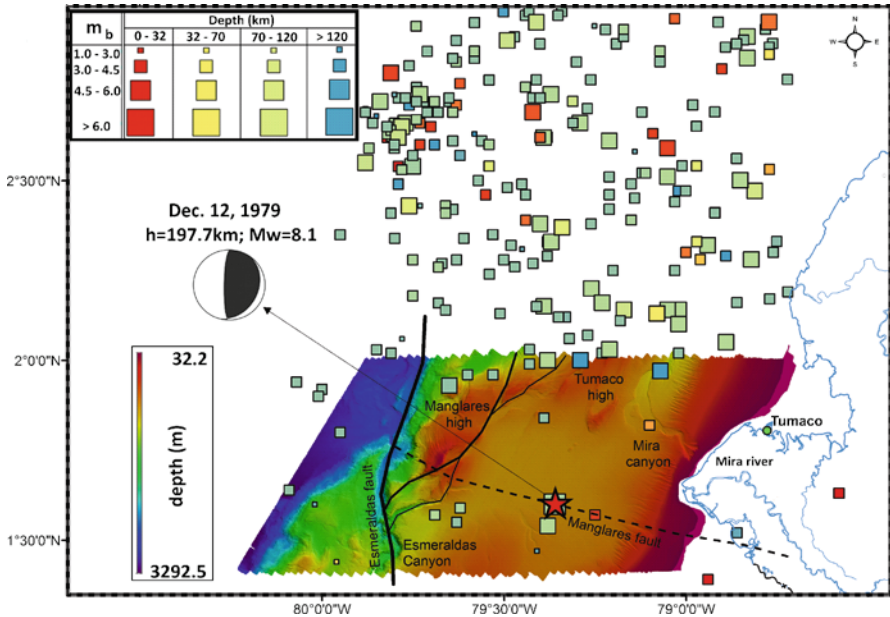 m b
Depth (km)
0 - 32
32 - 70
70 - 120
> 120
1.0 - 3.0
3.0 - 4.5
4.5 - 6.0
> 6.0
N
W
E
S
2°30'0"N
Dec. 12, 1979
h=197.7km; Mw=8.1
2°0'0"N
32.2
depth (m)
3292.5
Manglares
high
Tumaco
high
Mira
canyon
Tumaco
Mira river
Esmeraldas fault
Manglares fault
Esmeraldas
Canyon
1°30'0"N
80°0'0"W
79°30'0"W
79°0'0"W